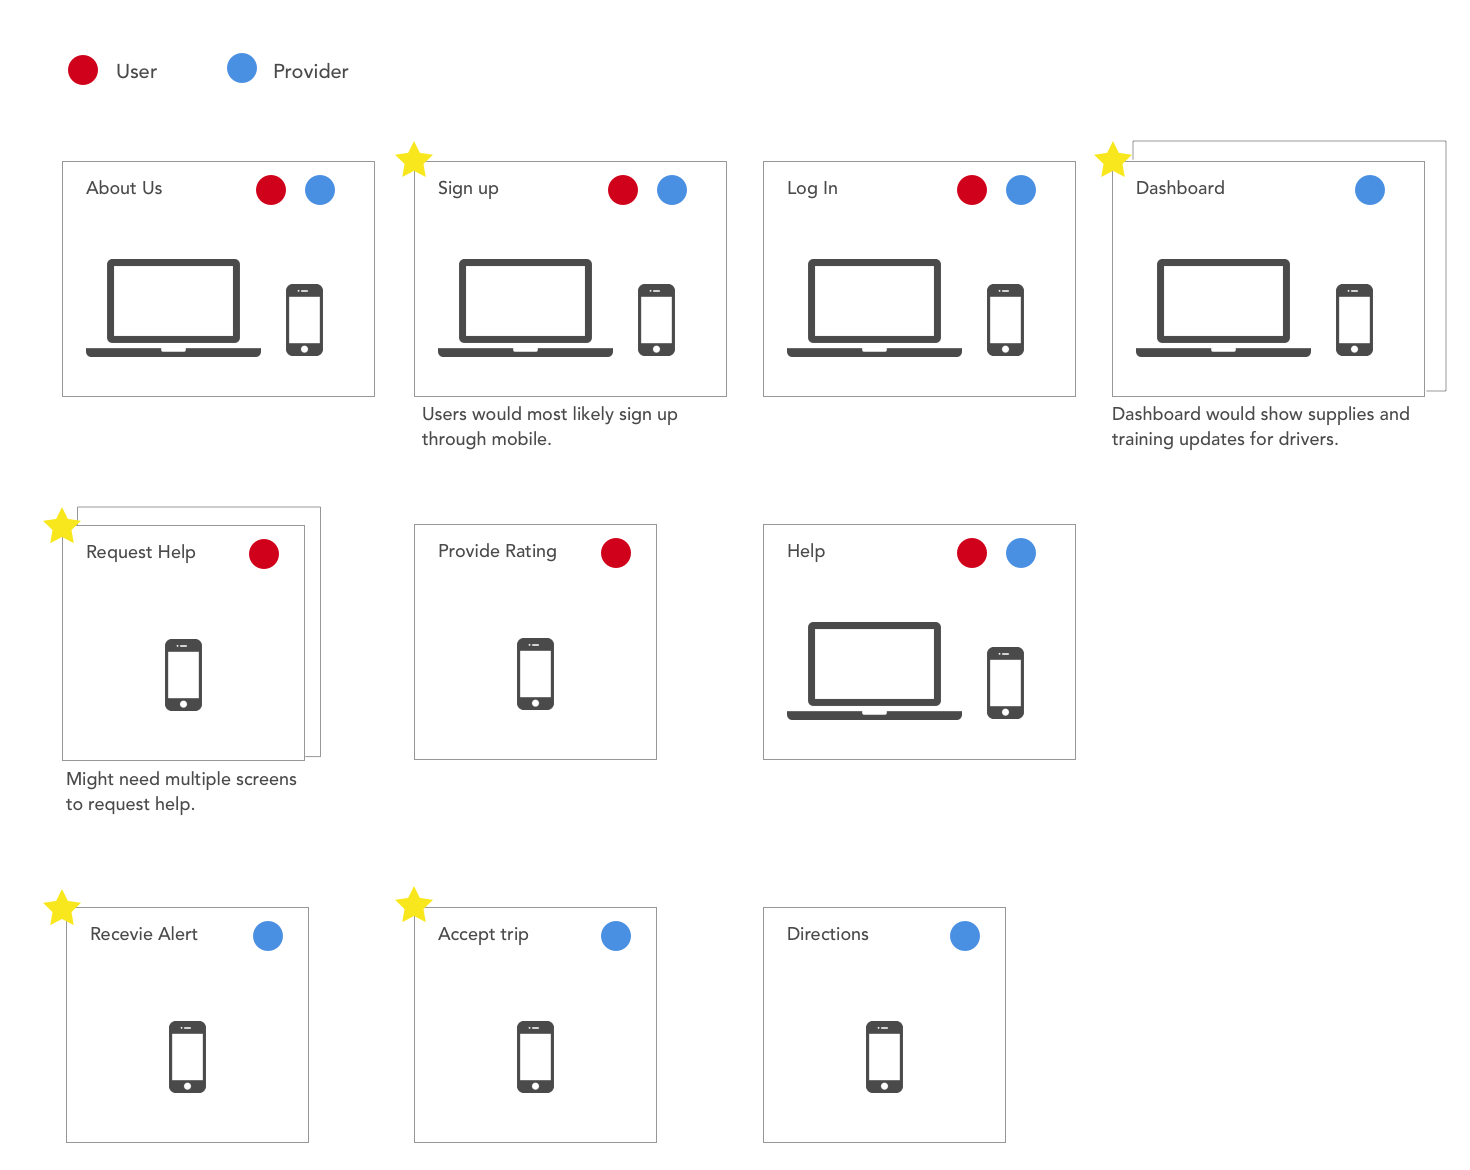 User
Provider
About Us
Sign up
Log In
Dashboard
Users would most likely sign up
through mobile.
Dashboard would show supplies and
training updates for drivers.
Request Help
Provide Rating
Help
Might need multiple screens
to request help.
Recevie Alert
Accept trip
Directions